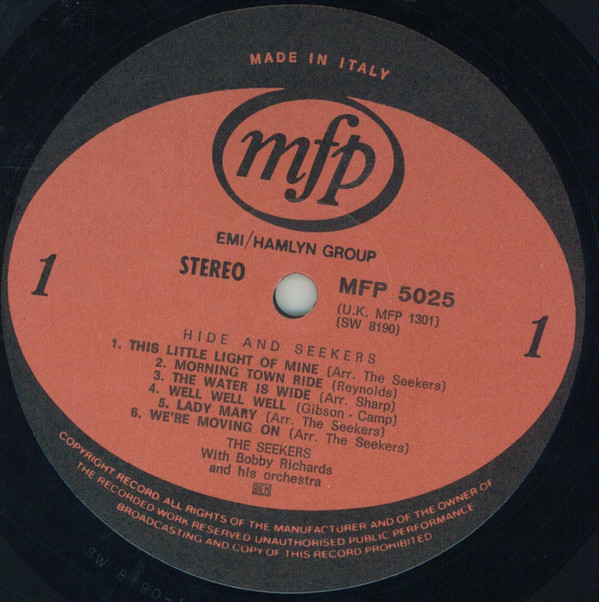 MADE IN ITALY
mfp
EMI/HAMLYN GROUP
STEREO
MFP 5025
(U.K. MFP 1301)
(SW 8190)
1
1
HIDE AND SEEKERS
1. THIS LITTLE LIGHT OF MINE (Arr. The Seekers)
2. MORNING TOWN RIDE (Reynolds)
3. THE WATER IS WIDE (Arr. Sharp)
4. WELL WELL WELL (Gibson - Camp)
5. LADY MARY (Arr. The Seekers)
6. WE'RE MOVING ON (Arr. The Seekers)
THE SEEKERS
With Bobby Richards
and his orchestra
BIEM
COPYRIGHT RECORD ALL RIGHTS OF THE MANUFACTURER AND OF THE OWNER OF
THE RECORDED WORK RESERVED UNAUTHORISED PUBLIC PERFORMANCE
BROADCASTING AND COPY OF THIS RECORD PROHIBITED
SW 8190-